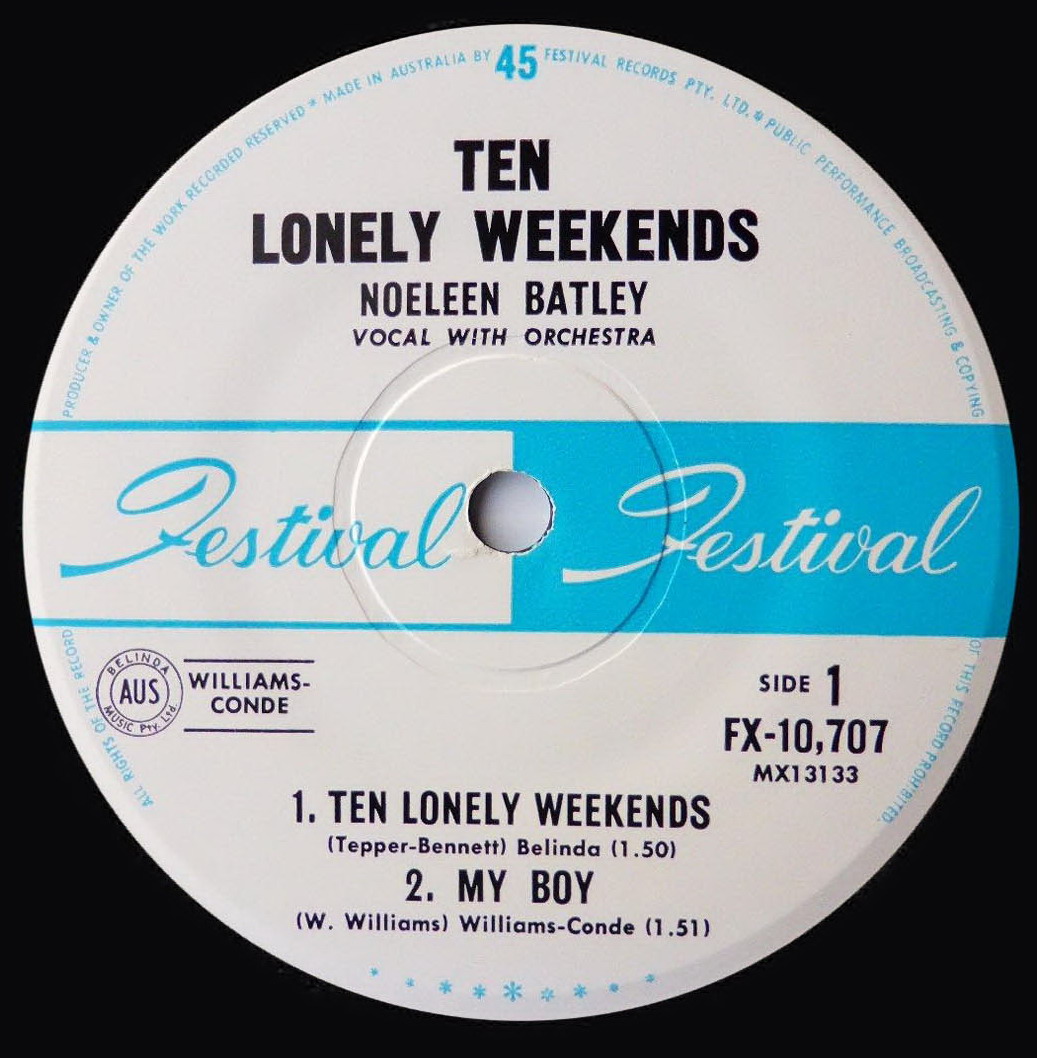 ALL RIGHTS OF THE RECORD PRODUCER & OWNER OF THE WORK RECORDED RESERVED * MADE IN AUSTRALIA BY 45 FESTIVAL RECORDS PTY. LTD. * PUBLIC PERFORMANCE BROADCASTING & COPYING OF THIS RECORD PROHIBITED.
TEN
LONELY WEEKENDS
NOELEEN BATLEY
VOCAL WITH ORCHESTRA
Festival Festival
BELINDA
AUS
MUSIC Pty. Ltd.
WILLIAMS-
CONDE
SIDE 1
FX-10,707
MX13133
1. TEN LONELY WEEKENDS
(Tepper-Bennett) Belinda (1.50)
2. MY BOY
(W. Williams) Williams-Conde (1.51)